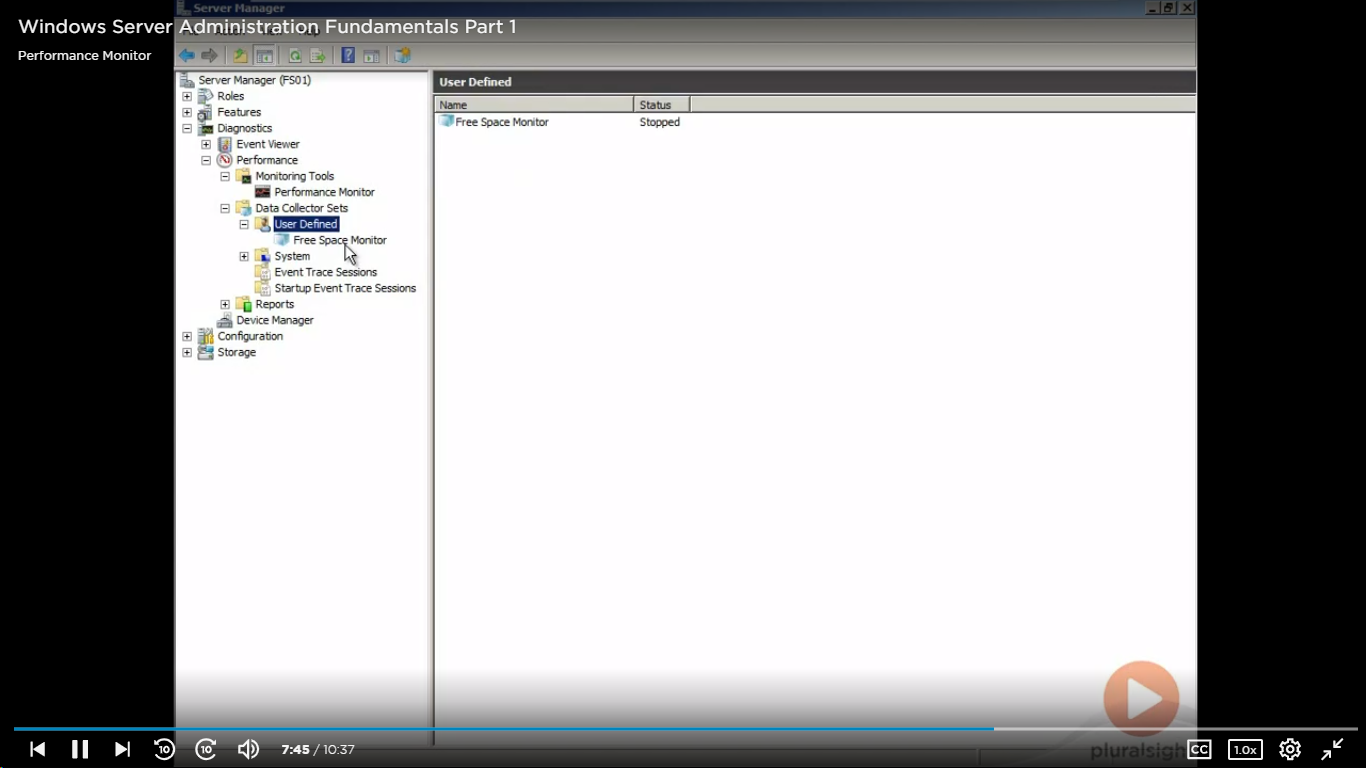 Server Manager
Windows Server Administration Fundamentals Part 1
Performance Monitor
Server Manager (FS01)
Roles
Features
Diagnostics
Event Viewer
Performance
Monitoring Tools
Performance Monitor
Data Collector Sets
User Defined
Free Space Monitor
System
Event Trace Sessions
Startup Event Trace Sessions
Reports
Device Manager
Configuration
Storage
User Defined
Name Status
Free Space Monitor Stopped
10 10 7:45 / 10:37
pluralsigh
CC 1.0x